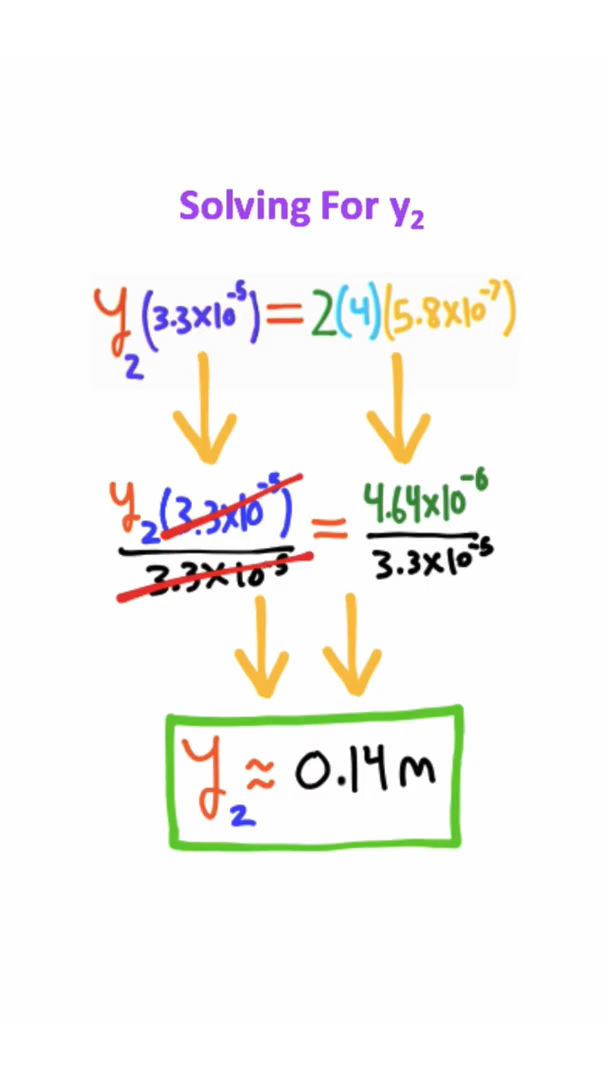 Solving For y₂
y₂(3.3x10⁻⁵)=2(4)(5.8x10⁻⁷)
y₂(3.3x10⁻⁵) = 4.64x10⁻⁶
3.3x10⁻⁵ 3.3x10⁻⁵
y₂ ≈ 0.14m